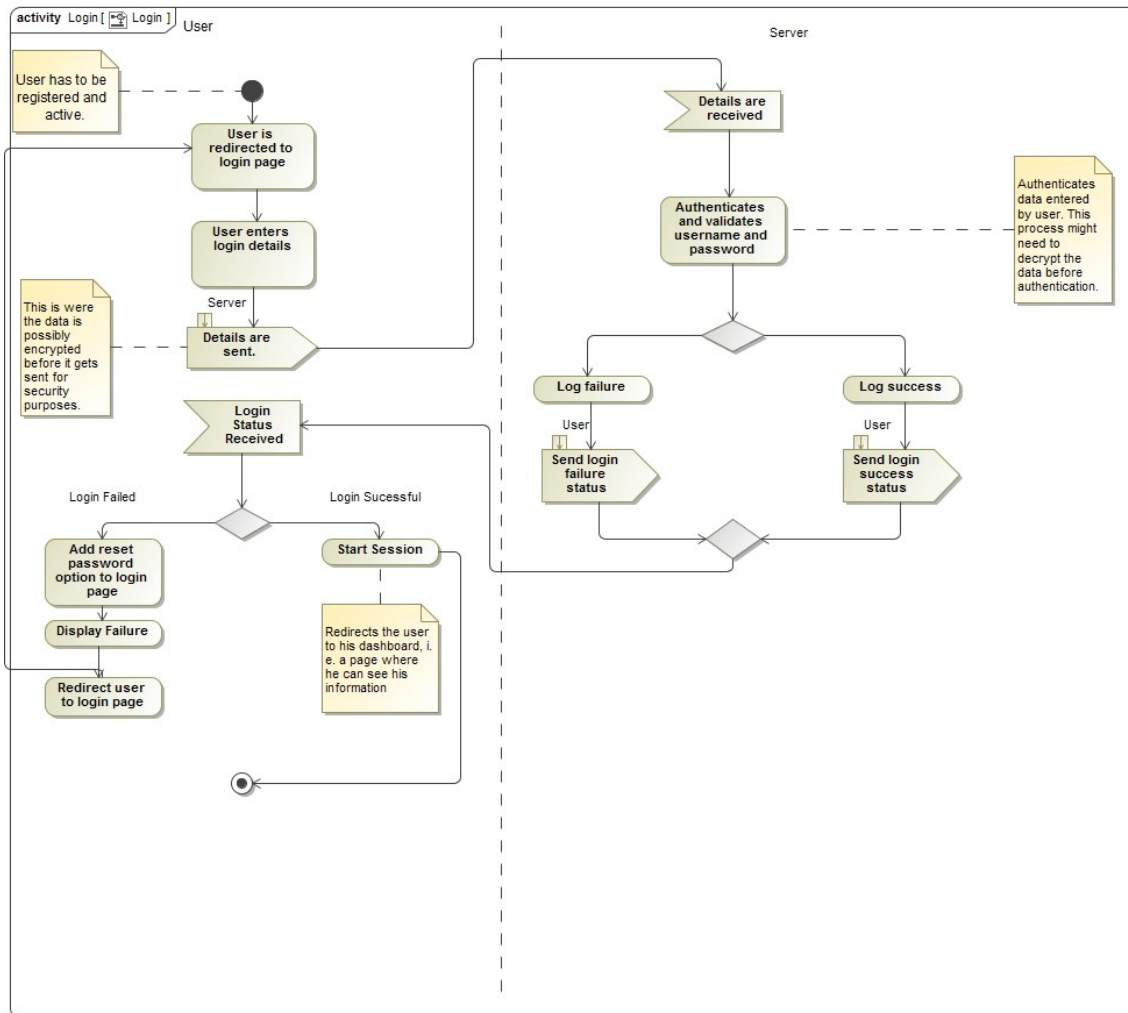 activity Login [ Login ]
User
Server
User has to be
registered and
active.
User is
redirected to
login page
User enters
login details
Server
Details are
sent.
This is were
the data is
possibly
encrypted
before it gets
sent for
security
purposes.
Details are
received
Authenticates
and validates
username and
password
Authenticates
data entered
by user. This
process might
need to
decrypt the
data before
authentication.
Log failure
Log success
User
User
Send login
failure
status
Send login
success
status
Login
Status
Received
Login Failed
Login Sucessful
Add reset
password
option to login
page
Start Session
Display Failure
Redirects the user
to his dashboard, i.
e. a page where
he can see his
information
Redirect user
to login page